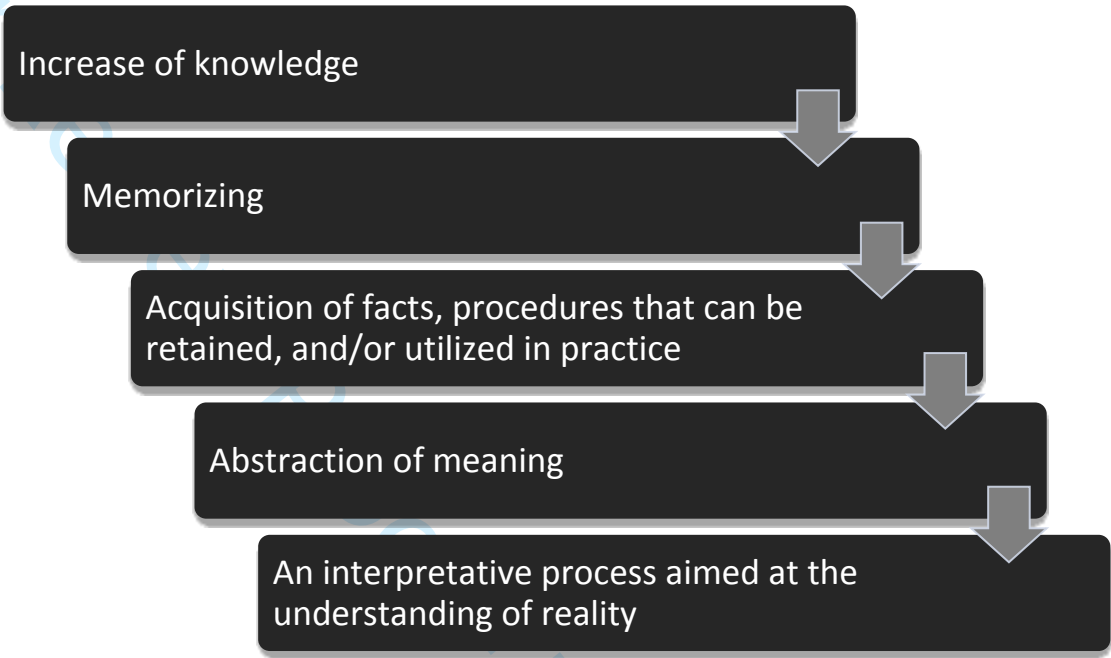 Increase of knowledge
Memorizing
Acquisition of facts, procedures that can be
retained, and/or utilized in practice
Abstraction of meaning
An interpretative process aimed at the
understanding of reality